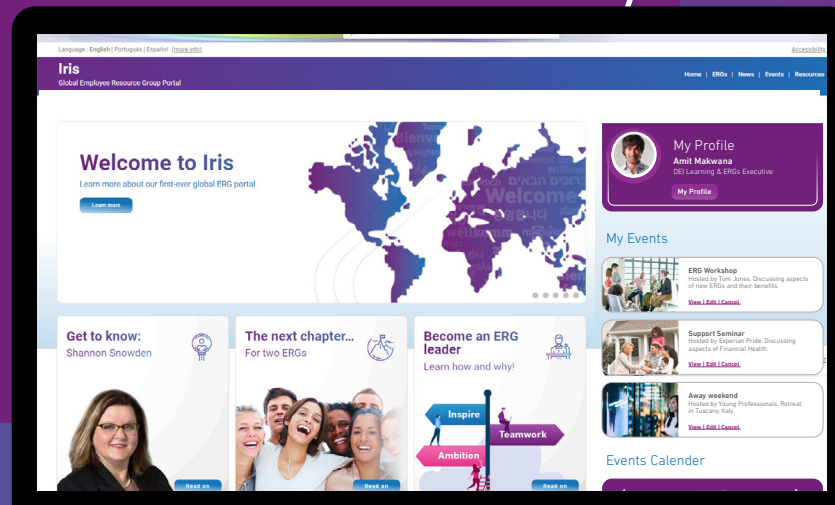 Language : English | Português | Español (more info)
Accessibility
Iris
Global Employee Resource Group Portal
Home | ERGs | News | Events | Resources
Welcome to Iris
Learn more about our first-ever global ERG portal
Learn more
Welcome
My Profile
Amit Makwana
DEI Learning & ERGs Executive
My Profile
My Events
ERG Workshop
Hosted by Tom Jones. Discussing aspects
of new ERGs and their benefits.
View | Edit | Cancel
Support Seminar
Hosted by Experian Pride. Discussing
aspects of Financial Health.
View | Edit | Cancel
Away weekend
Hosted by Young Professionals. Retreat
in Tuscany, Italy.
View | Edit | Cancel
Events Calender
Get to know:
Shannon Snowden
Read on
The next chapter...
For two ERGs
Read on
Become an ERG
leader
Learn how and why!
Inspire
Teamwork
Ambition
Read on